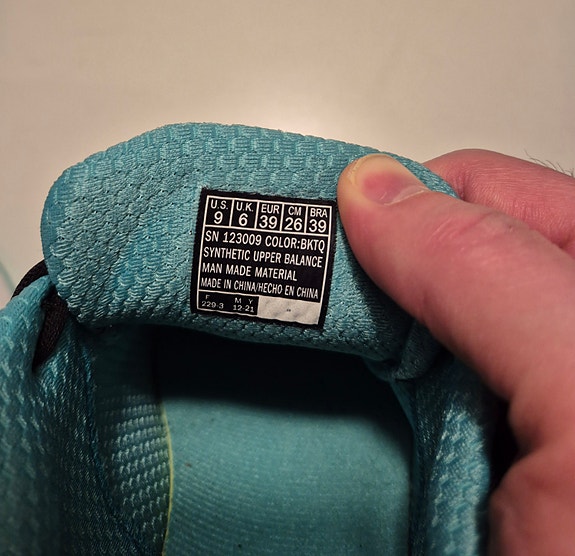 U.S. U.K. EUR CM BRA
9 6 39 26 39
SN 123009 COLOR:BKTQ
SYNTHETIC UPPER BALANCE
MAN MADE MATERIAL
MADE IN CHINA/HECHO EN CHINA
F M Y
229-3 12-21